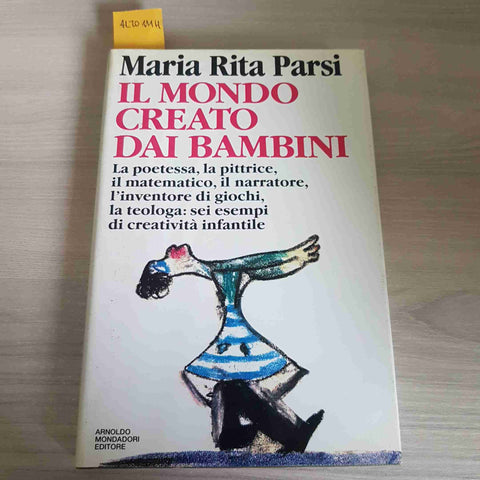 ALTO 111H
Maria Rita Parsi
IL MONDO
CREATO
DAI BAMBINI
La poetessa, la pittrice,
il matematico, il narratore,
l'inventore di giochi,
la teologa: sei esempi
di creatività infantile
ARNOLDO
MONDADORI
EDITORE